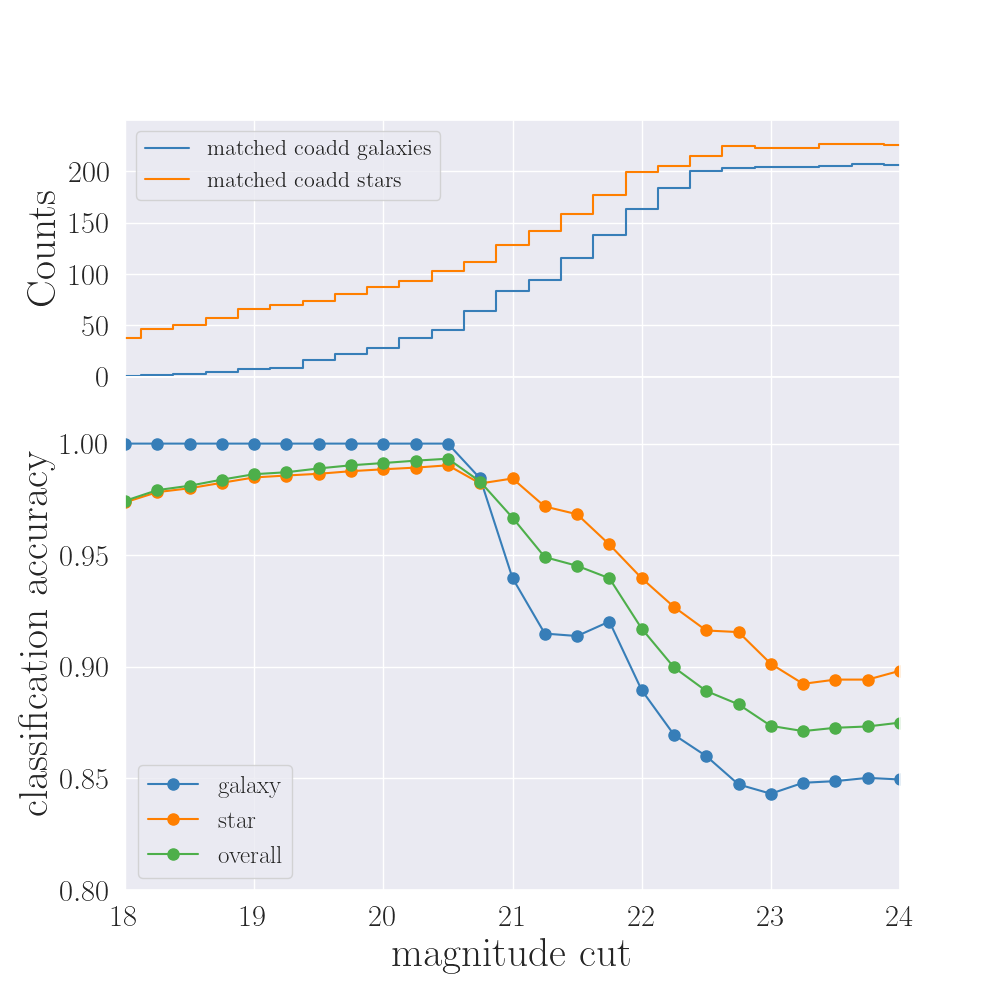 matched coadd galaxies
matched coadd stars
Counts
200
150
100
50
0
classification accuracy
1.00
0.95
0.90
0.85
0.80
galaxy
star
overall
18 19 20 21 22 23 24
magnitude cut